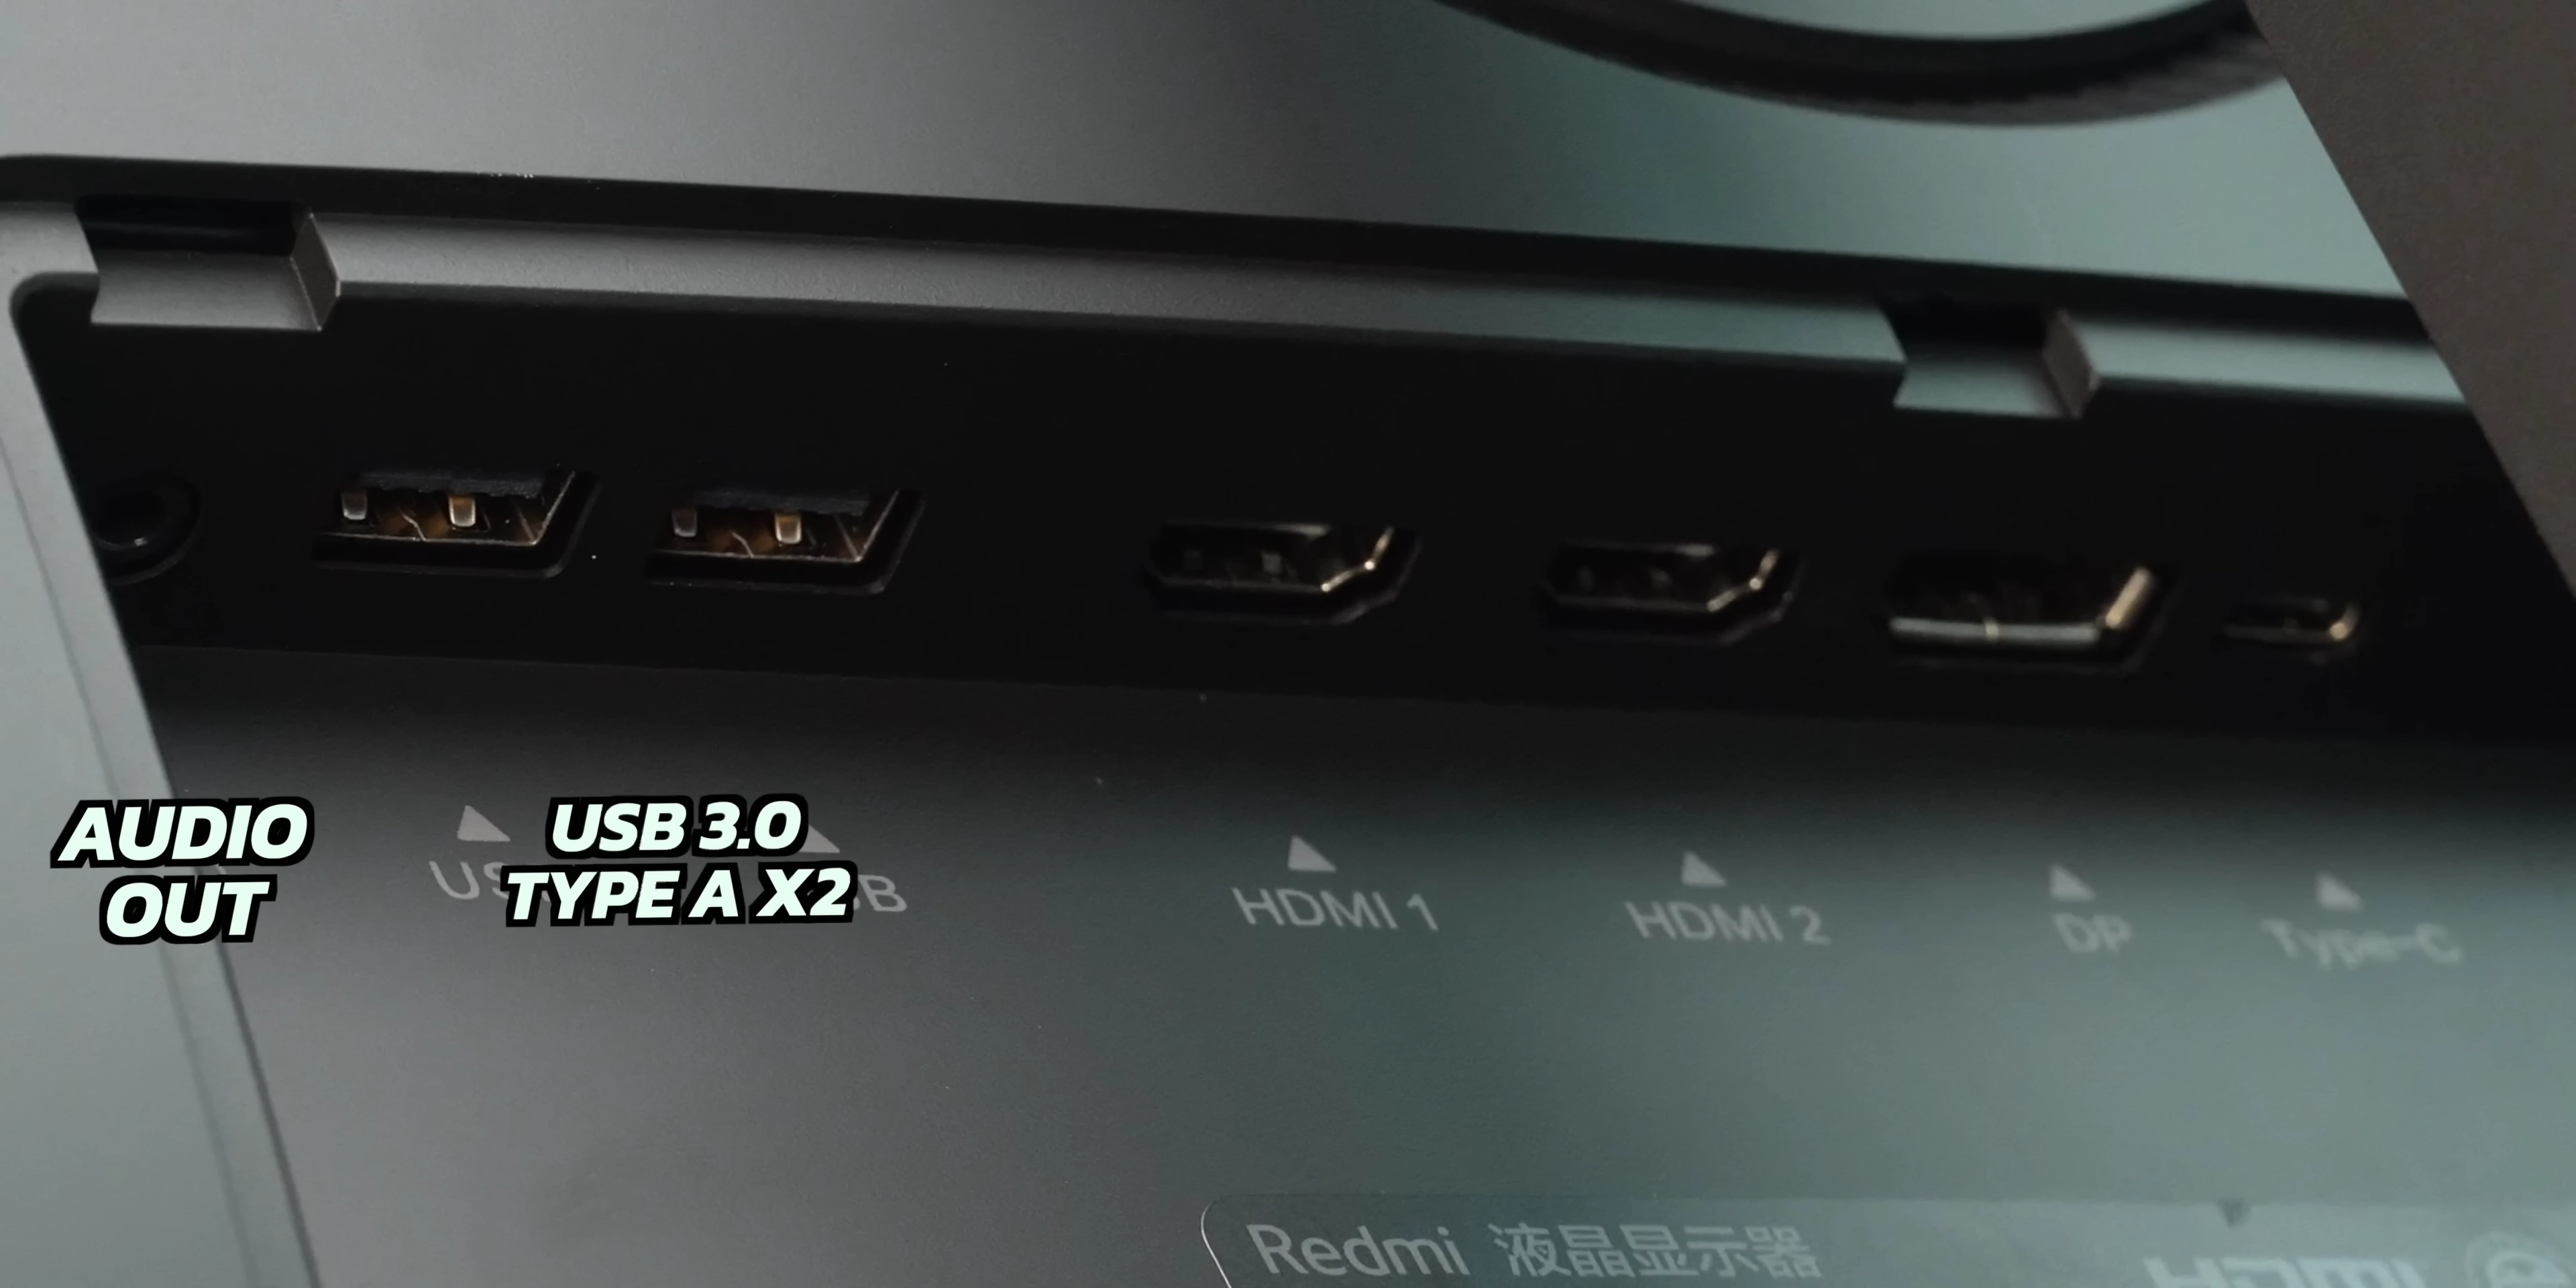 AUDIO
OUT
USB 3.0
TYPE A X2
HDMI 1
HDMI 2
DP
Type-C
Redmi 液晶显示器